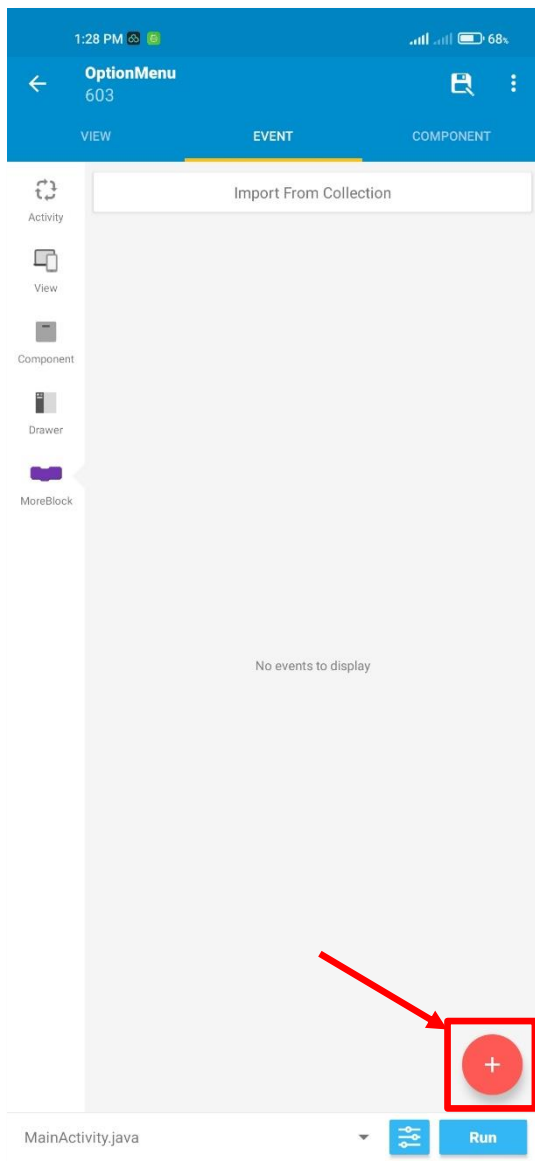 1:28 PM 68%
OptionMenu
603
VIEW EVENT COMPONENT
Import From Collection
Activity
View
Component
Drawer
MoreBlock
No events to display
+
MainActivity.java Run